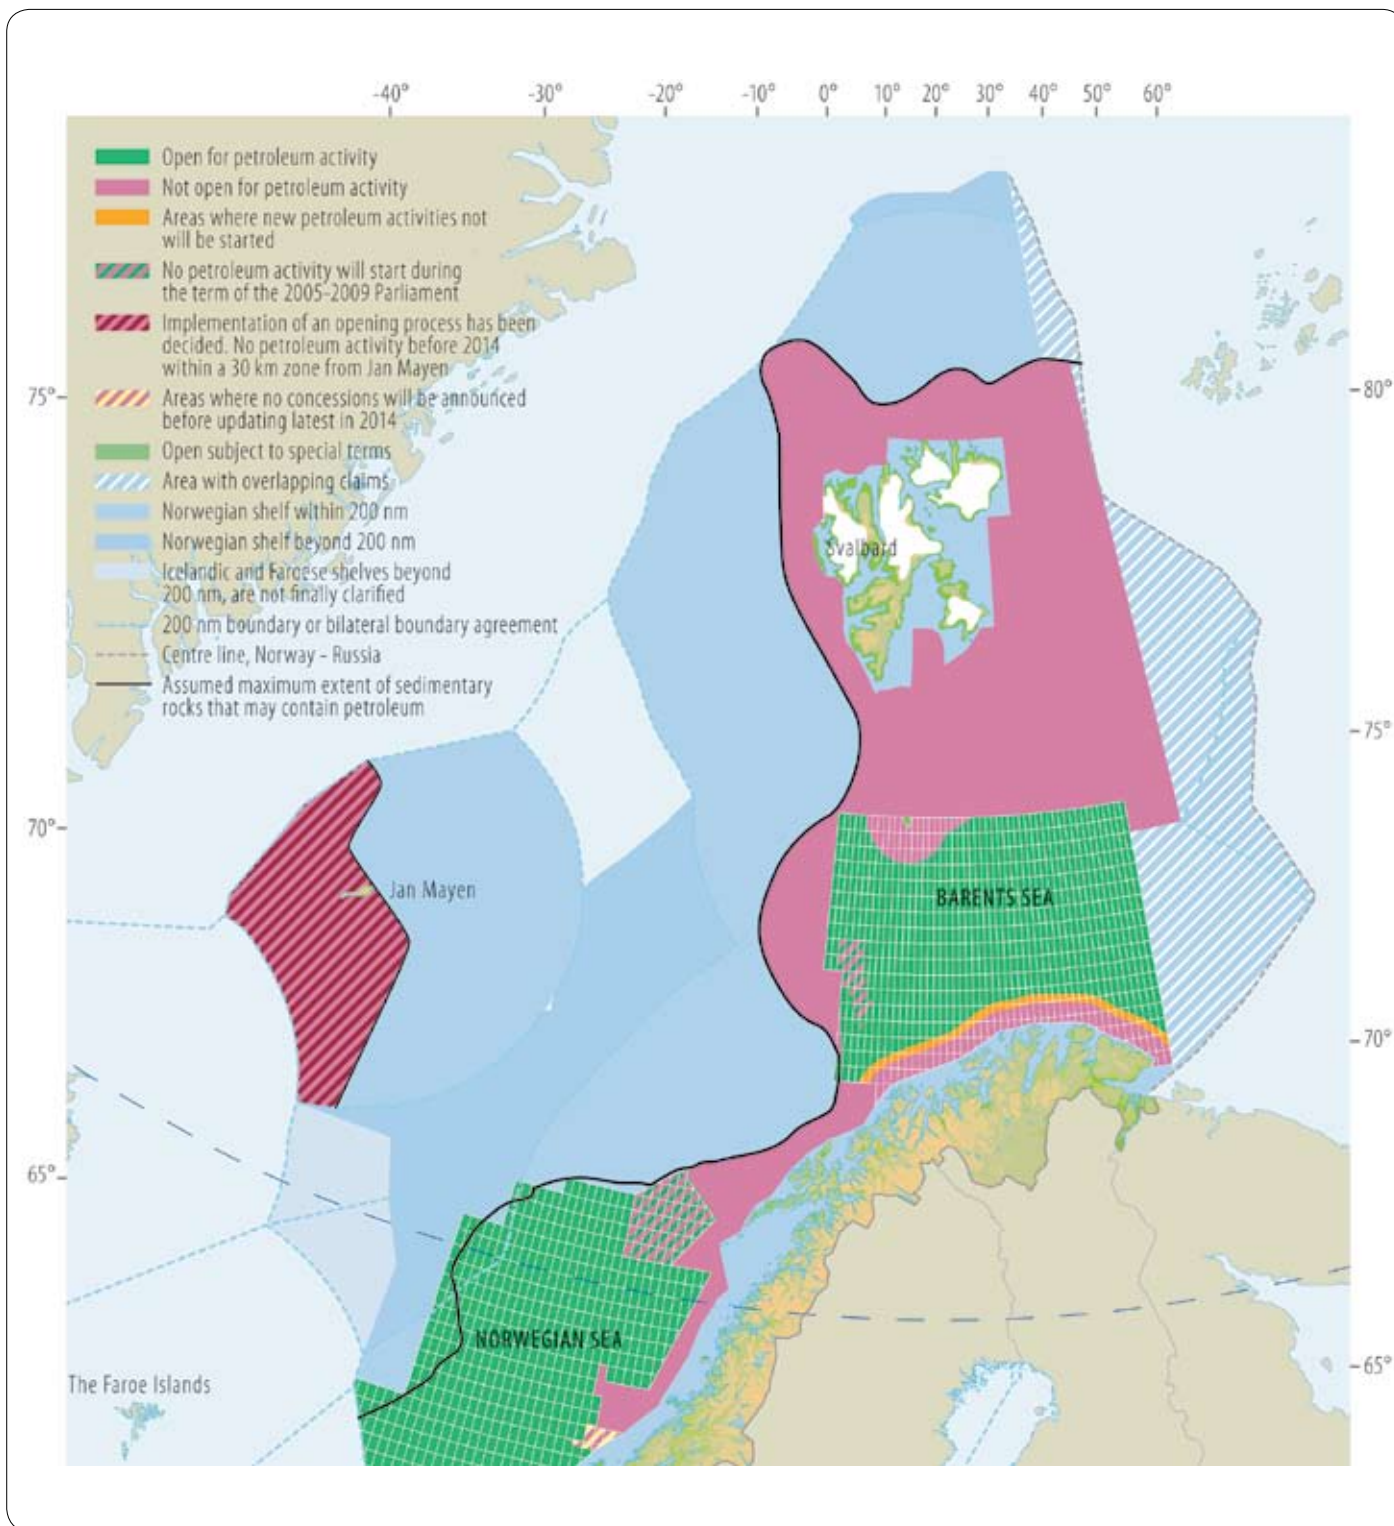 -40° -30° -20° -10° 0° 10° 20° 30° 40° 50° 60°
Open for petroleum activity
Not open for petroleum activity
Areas where new petroleum activities not
will be started
No petroleum activity will start during
the term of the 2005-2009 Parliament
Implementation of an opening process has been
decided. No petroleum activity before 2014
within a 30 km zone from Jan Mayen
Areas where no concessions will be announced
before updating latest in 2014
Open subject to special terms
Area with overlapping claims
Norwegian shelf within 200 nm
Norwegian shelf beyond 200 nm
Icelandic and Faroese shelves beyond
200 nm, are not finally clarified
200 nm boundary or bilateral boundary agreement
Centre line, Norway - Russia
Assumed maximum extent of sedimentary
rocks that may contain petroleum
75°
80°
Svalbard
75°
70°
Jan Mayen
BARENTS SEA
70°
65°
NORWEGIAN SEA
65°
The Faroe Islands